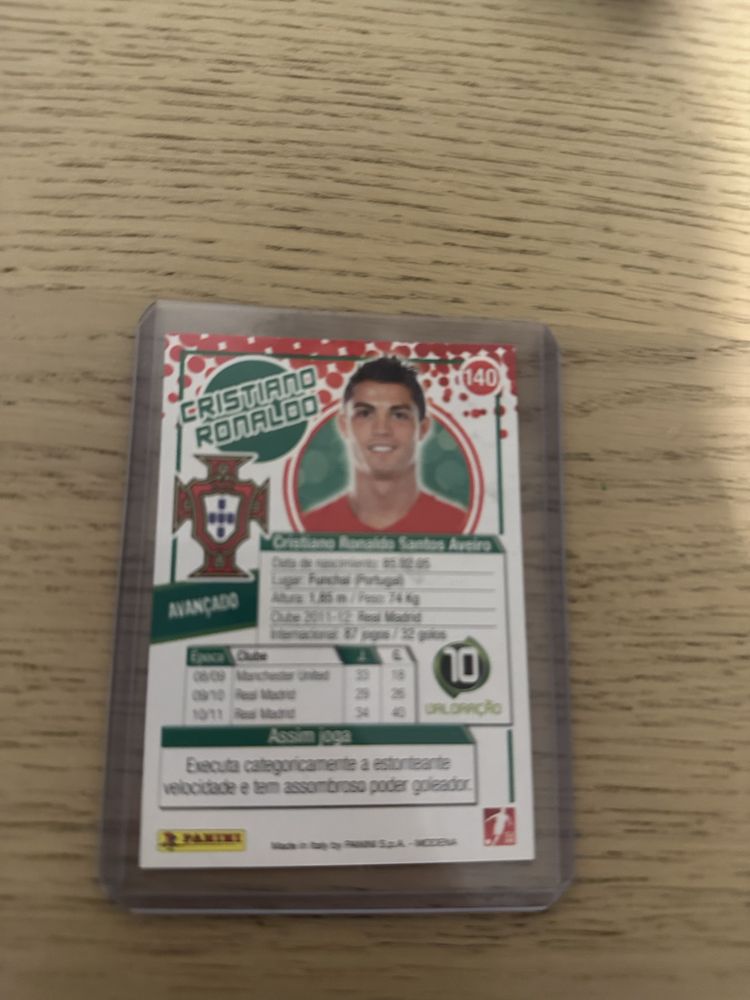 CRISTIANO
RONALDO
140
Cristiano Ronaldo Santos Aveiro
Data de nascimento: 85.02.05
Lugar: Funchal (Portugal)
Altura: 1,85 m / Peso: 74 Kg
Clube 2011-12: Real Madrid
Internacional: 87 jogos / 32 golos
AVANÇADO
Época Clube J. G.
08/09 Manchester United 33 18
09/10 Real Madrid 29 26
10/11 Real Madrid 34 40
10
VALORAÇÃO
Assim joga
Executa categoricamente a estonteante
velocidade e tem assombroso poder goleador.
PANINI
Made in Italy by PANINI S.p.A. - MODENA